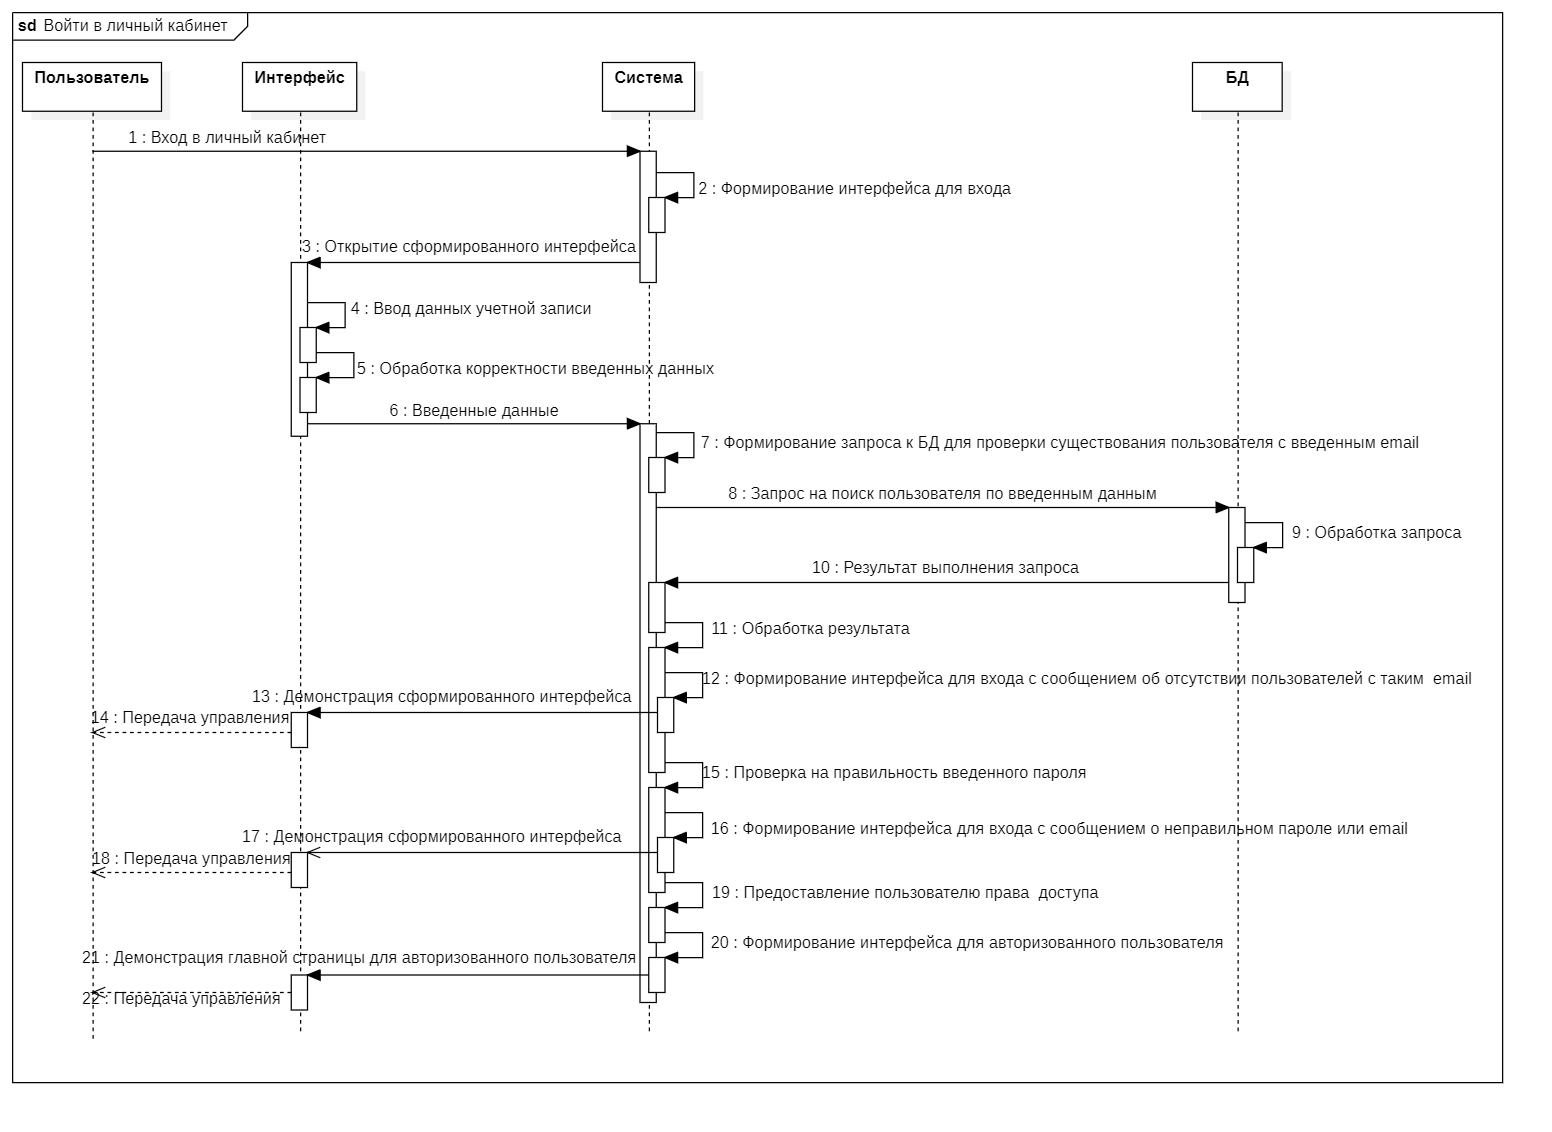 sd Войти в личный кабинет
Пользователь
Интерфейс
Система
БД
1 : Вход в личный кабинет
2 : Формирование интерфейса для входа
3 : Открытие сформированного интерфейса
4 : Ввод данных учетной записи
5 : Обработка корректности введенных данных
6 : Введенные данные
7 : Формирование запроса к БД для проверки существования пользователя с введенным email
8 : Запрос на поиск пользователя по введенным данным
9 : Обработка запроса
10 : Результат выполнения запроса
11 : Обработка результата
12 : Формирование интерфейса для входа с сообщением об отсутствии пользователей с таким  email
13 : Демонстрация сформированного интерфейса
14 : Передача управления
15 : Проверка на правильность введенного пароля
16 : Формирование интерфейса для входа с сообщением о неправильном пароле или email
17 : Демонстрация сформированного интерфейса
18 : Передача управления
19 : Предоставление пользователю права  доступа
20 : Формирование интерфейса для авторизованного пользователя
21 : Демонстрация главной страницы для авторизованного пользователя
22 : Передача управления